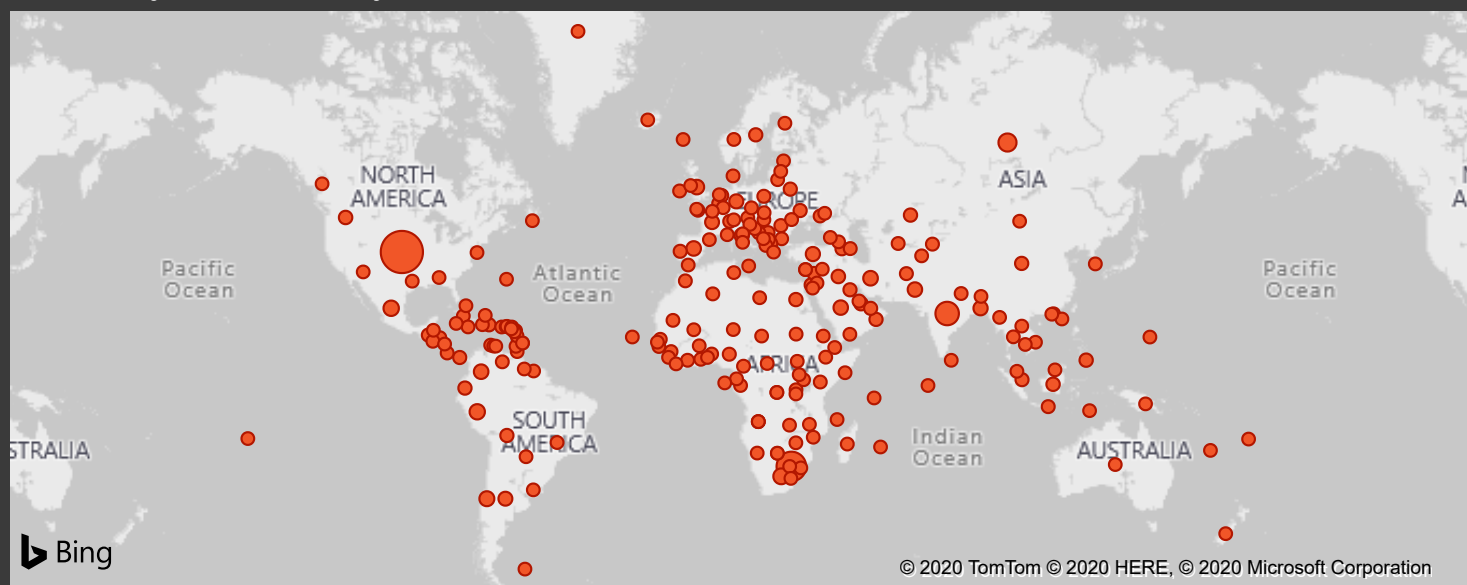 NORTH
AMERICA
ASIA
EUROPE
Pacific
Ocean
Atlantic
Ocean
Pacific
Ocean
AFRICA
SOUTH
AMERICA
Indian
Ocean
STRALIA
AUSTRALIA
Bing
© 2020 TomTom © 2020 HERE, © 2020 Microsoft Corporation